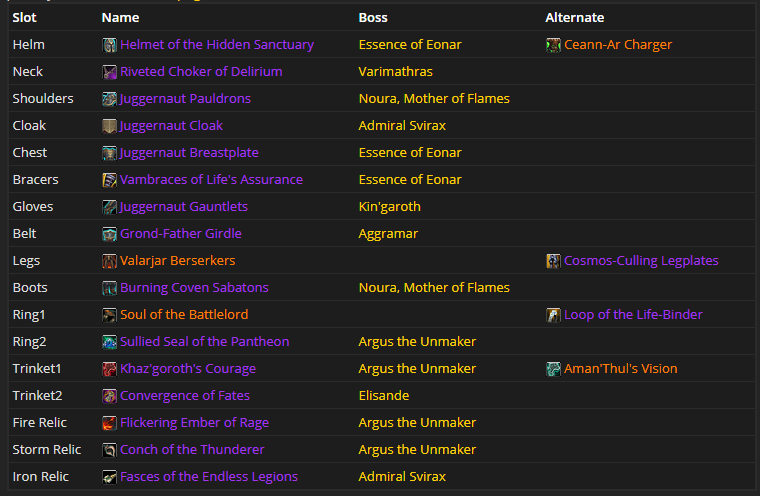 Slot Name Boss Alternate
Helm Helmet of the Hidden Sanctuary Essence of Eonar Ceann-Ar Charger
Neck Riveted Choker of Delirium Varimathras
Shoulders Juggernaut Pauldrons Noura, Mother of Flames
Cloak Juggernaut Cloak Admiral Svirax
Chest Juggernaut Breastplate Essence of Eonar
Bracers Vambraces of Life's Assurance Essence of Eonar
Gloves Juggernaut Gauntlets Kin'garoth
Belt Grond-Father Girdle Aggramar
Legs Valarjar Berserkers Cosmos-Culling Legplates
Boots Burning Coven Sabatons Noura, Mother of Flames
Ring1 Soul of the Battlelord Loop of the Life-Binder
Ring2 Sullied Seal of the Pantheon Argus the Unmaker
Trinket1 Khaz'goroth's Courage Argus the Unmaker Aman'Thul's Vision
Trinket2 Convergence of Fates Elisande
Fire Relic Flickering Ember of Rage Argus the Unmaker
Storm Relic Conch of the Thunderer Argus the Unmaker
Iron Relic Fasces of the Endless Legions Admiral Svirax